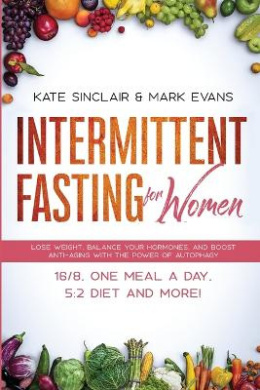 KATE SINCLAIR & MARK EVANS
INTERMITTENT
FASTING for Women
LOSE WEIGHT, BALANCE YOUR HORMONES, AND BOOST
ANTI-AGING WITH THE POWER OF AUTOPHAGY
16/8, ONE MEAL A DAY,
5:2 DIET AND MORE!